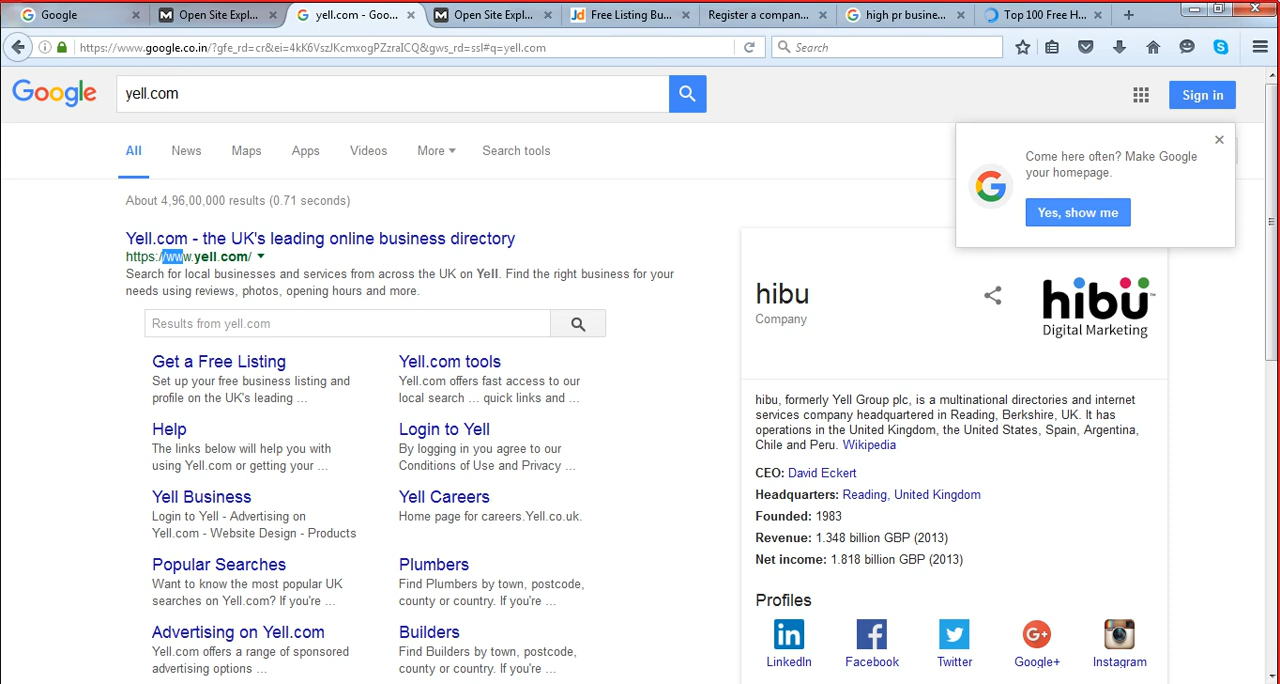 Google
Open Site Expl...
yell.com - Goo...
Open Site Expl...
Free Listing Bu...
Register a compan...
high pr busine...
Top 100 Free H...
https://www.google.co.in/?gfe_rd=cr&ei=4kK6VszJKcmxogPZzraICQ&gws_rd=ssl#q=yell.com
Search
Google
yell.com
Sign in
All News Maps Apps Videos More Search tools
Come here often? Make Google
your homepage.
Yes, show me
About 4,96,00,000 results (0.71 seconds)
Yell.com - the UK's leading online business directory
https://www.yell.com/
Search for local businesses and services from across the UK on Yell. Find the right business for your
needs using reviews, photos, opening hours and more.
Results from yell.com
Get a Free Listing
Set up your free business listing and
profile on the UK's leading ...
Yell.com tools
Yell.com offers fast access to our
local search ... quick links and ...
Help
The links below will help you with
using Yell.com or getting your ...
Login to Yell
By logging in you agree to our
Conditions of Use and Privacy ...
Yell Business
Login to Yell - Advertising on
Yell.com - Website Design - Products
Yell Careers
Home page for careers.Yell.co.uk.
Popular Searches
Want to know the most popular UK
searches on Yell.com? If you're ...
Plumbers
Find Plumbers by town, postcode,
county or country. If you're ...
Advertising on Yell.com
Yell.com offers a range of sponsored
advertising options ...
Builders
Find Builders by town, postcode,
county or country. If you're ...
hibu
Company
hibu™
Digital Marketing
hibu, formerly Yell Group plc, is a multinational directories and internet
services company headquartered in Reading, Berkshire, UK. It has
operations in the United Kingdom, the United States, Spain, Argentina,
Chile and Peru. Wikipedia
CEO: David Eckert
Headquarters: Reading, United Kingdom
Founded: 1983
Revenue: 1.348 billion GBP (2013)
Net income: 1.818 billion GBP (2013)
Profiles
LinkedIn Facebook Twitter Google+ Instagram